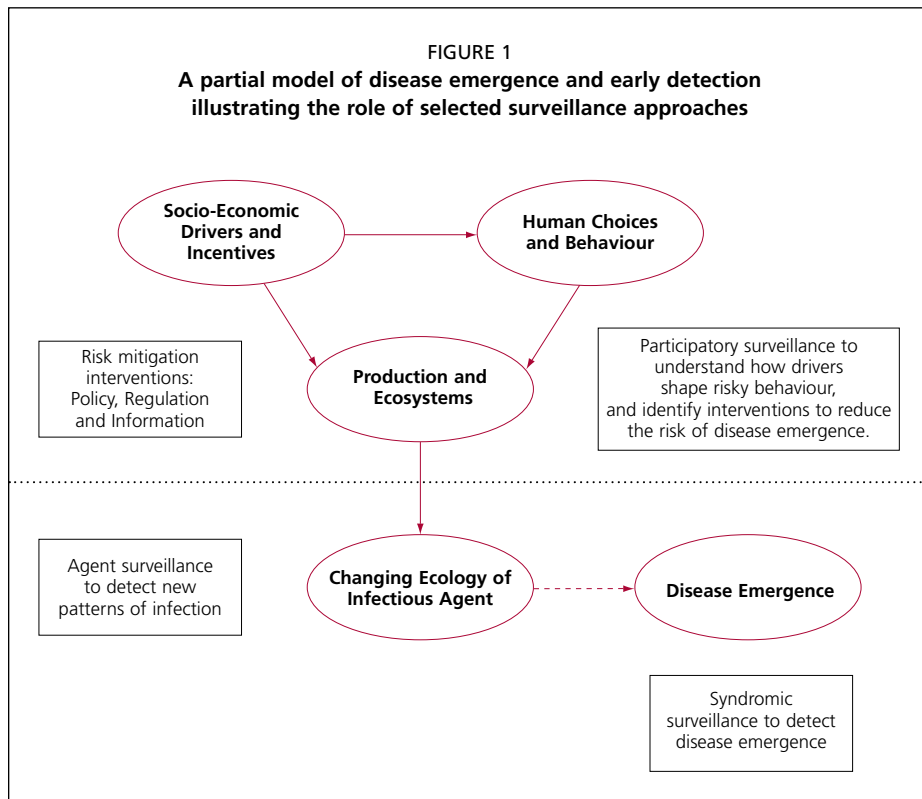 FIGURE 1
A partial model of disease emergence and early detection
illustrating the role of selected surveillance approaches
Socio-Economic
Drivers and
Incentives
Human Choices
and Behaviour
Risk mitigation
interventions:
Policy, Regulation
and Information
Production and
Ecosystems
Participatory surveillance to
understand how drivers
shape risky behaviour,
and identify interventions to reduce
the risk of disease emergence.
Agent surveillance
to detect new
patterns of infection
Changing Ecology of
Infectious Agent
Disease Emergence
Syndromic
surveillance to detect
disease emergence